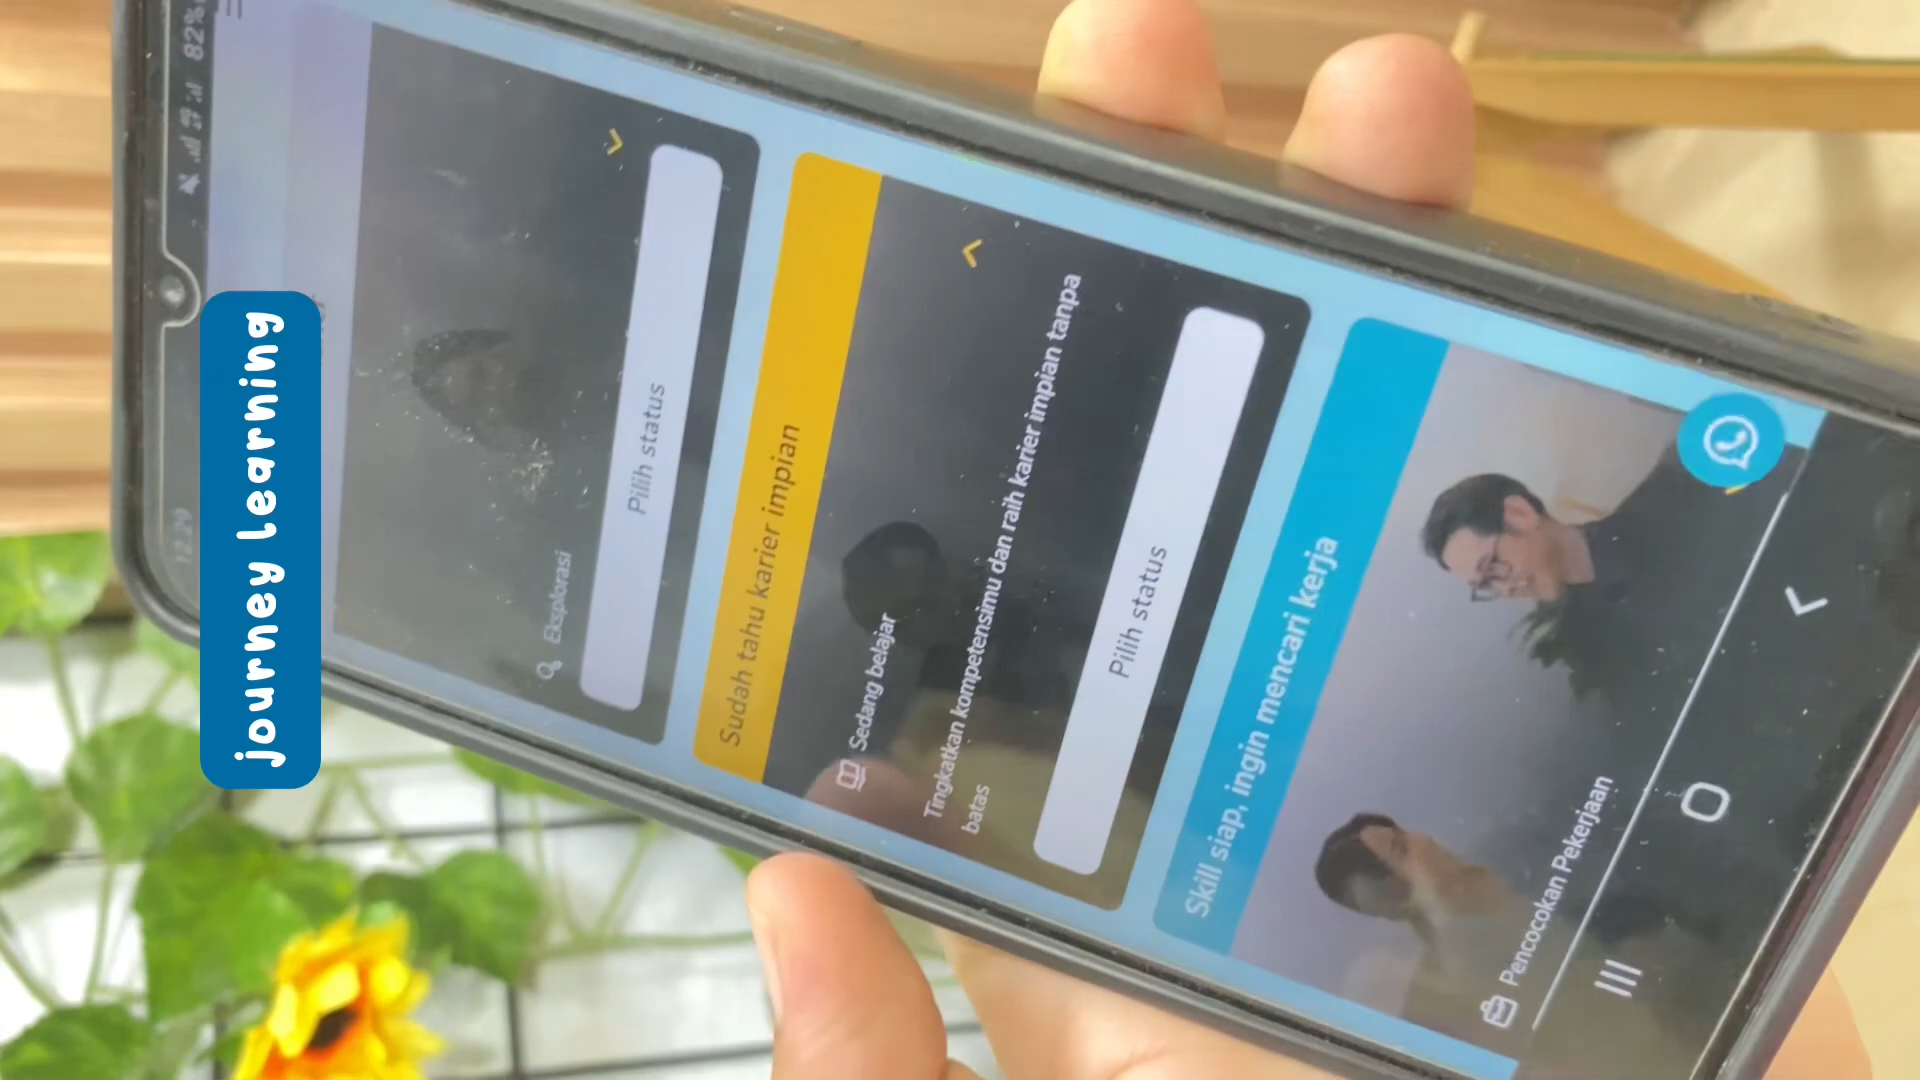 jonrney learning
12.29
82%
Eksplorasi
Pilih status
Sudah tahu karier impian
Sedang belajar
Tingkatkan kompetensimu dan raih karier impian tanpa
batas
Pilih status
Skill siap, ingin mencari kerja
Pencocokan Pekerjaan